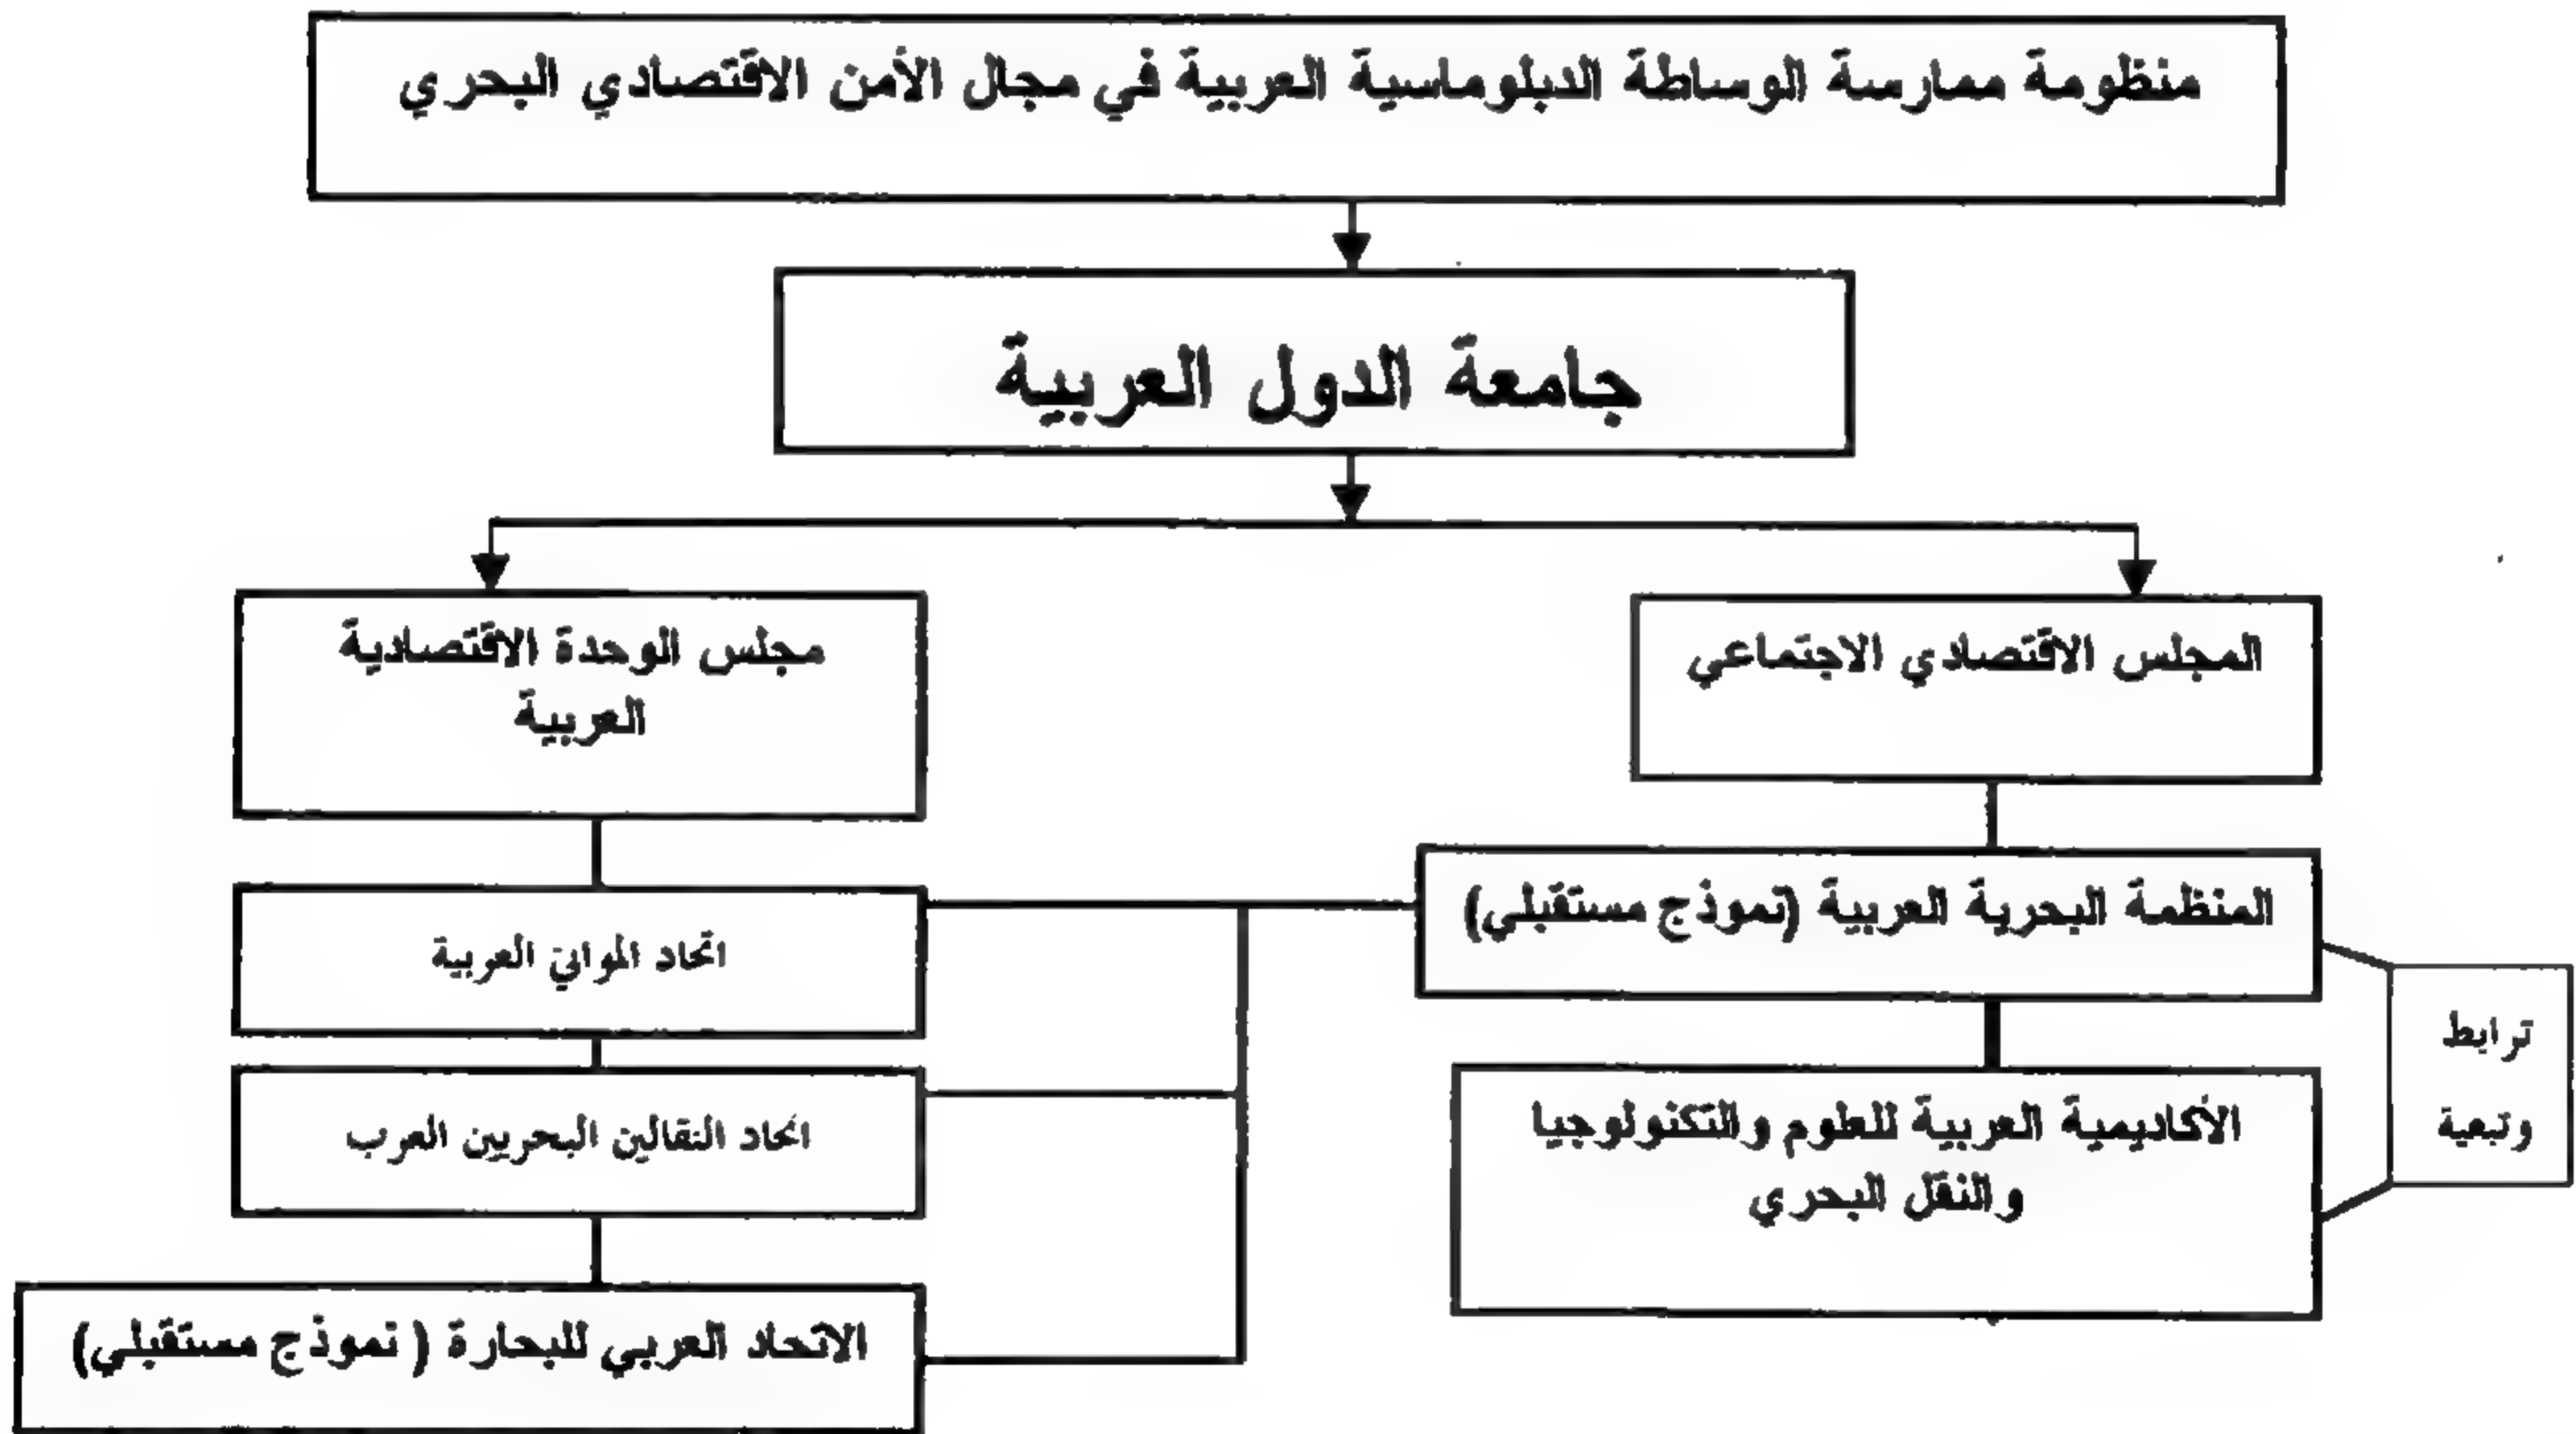 منظومة ممارسة الوساطة الدبلوماسية العربية في مجال الأمن الاقتصادي البحري
جامعة الدول العربية
المجلس الاقتصادي الاجتماعي
مجلس الوحدة الاقتصادية
العربية
المنظمة البحرية العربية (نموذج مستقبلي)
اتحاد الموانئ العربية
ترابط
وتبعية
الأكاديمية العربية للعلوم والتكنولوجيا
والنقل البحري
اتحاد النقالين البحريين العرب
الاتحاد العربي للبحارة ( نموذج مستقبلي)